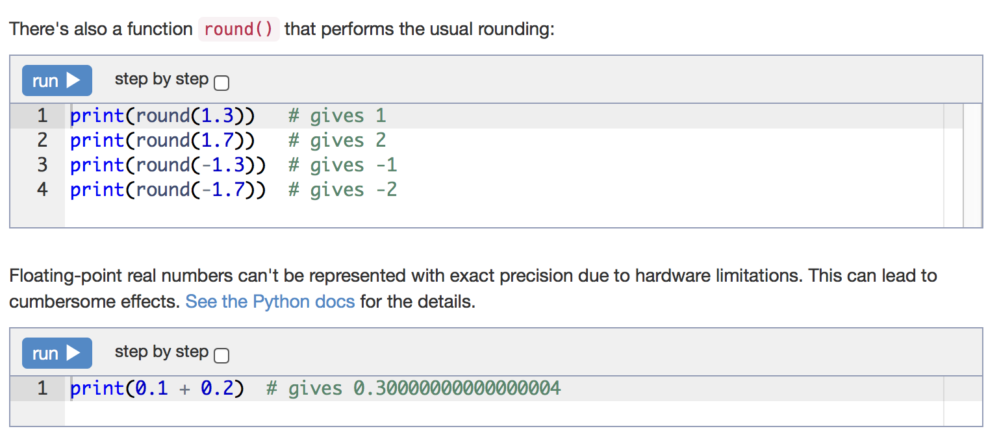 There's also a function round() that performs the usual rounding:
run step by step
1 print(round(1.3))   # gives 1
2 print(round(1.7))   # gives 2
3 print(round(-1.3))  # gives -1
4 print(round(-1.7))  # gives -2
Floating-point real numbers can't be represented with exact precision due to hardware limitations. This can lead to
cumbersome effects. See the Python docs for the details.
run step by step
1 print(0.1 + 0.2)  # gives 0.30000000000000004